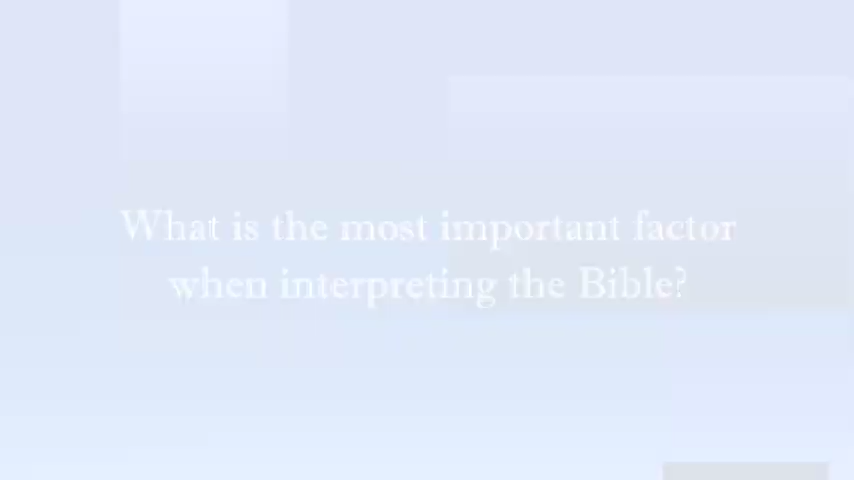 What is the most important factor
when interpreting the Bible?